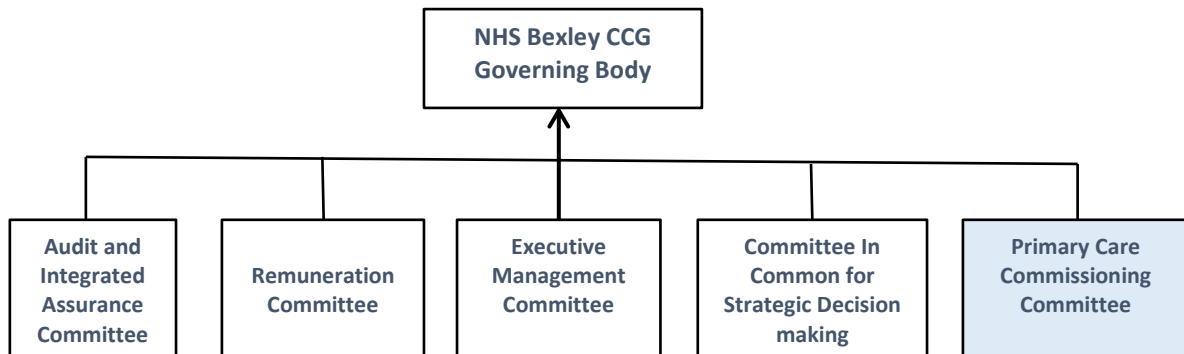 NHS Bexley CCG
Governing Body
Audit and
Integrated
Assurance
Committee
Remuneration
Committee
Executive
Management
Committee
Committee In
Common for
Strategic Decision
making
Primary Care
Commissioning
Committee